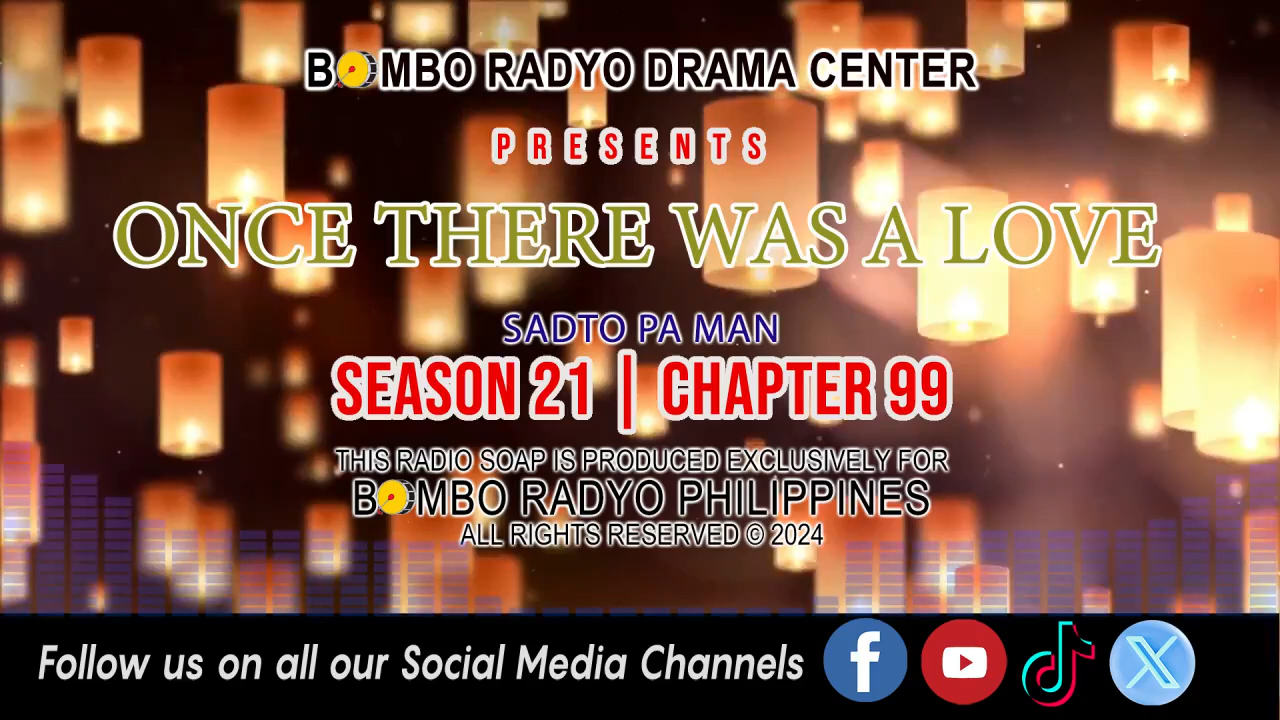 BOMBO RADYO DRAMA CENTER
PRESENTS
ONCE THERE WAS A LOVE
SADTO PA MAN
SEASON 21 | CHAPTER 99
THIS RADIO SOAP IS PRODUCED EXCLUSIVELY FOR
BOMBO RADYO PHILIPPINES
ALL RIGHTS RESERVED © 2024
Follow us on all our Social Media Channels